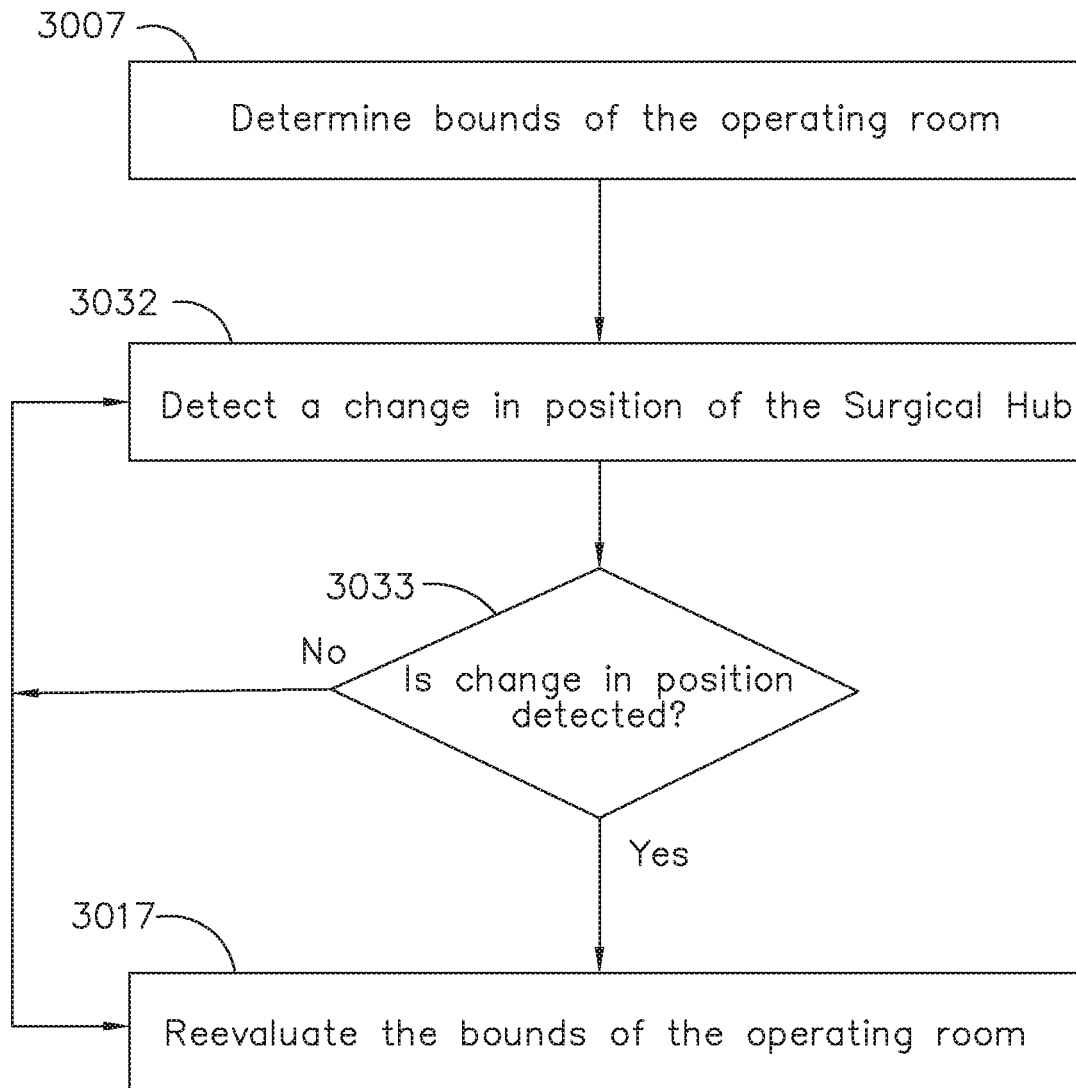 3007
Determine bounds of the operating room
3032
Detect a change in position of the Surgical Hub
3033
No
Is change in position
detected?
Yes
3017
Reevaluate the bounds of the operating room